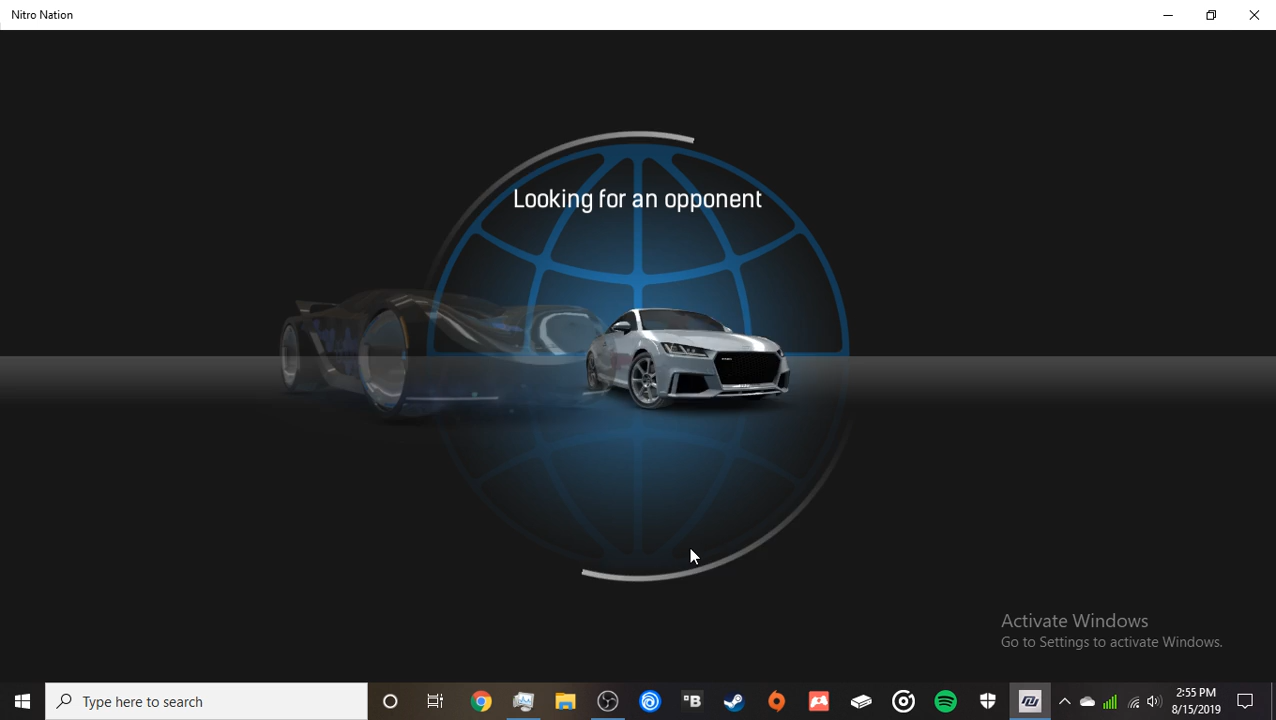 Nitro Nation
Looking for an opponent
Activate Windows
Go to Settings to activate Windows.
Type here to search
B
2:55 PM
8/15/2019